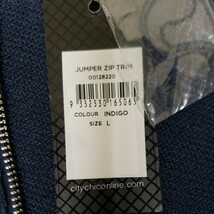 JUMPER ZIP TRIM
00128220
9 352530 165065
COLOUR INDIGO
SIZE L
citychiconline.com